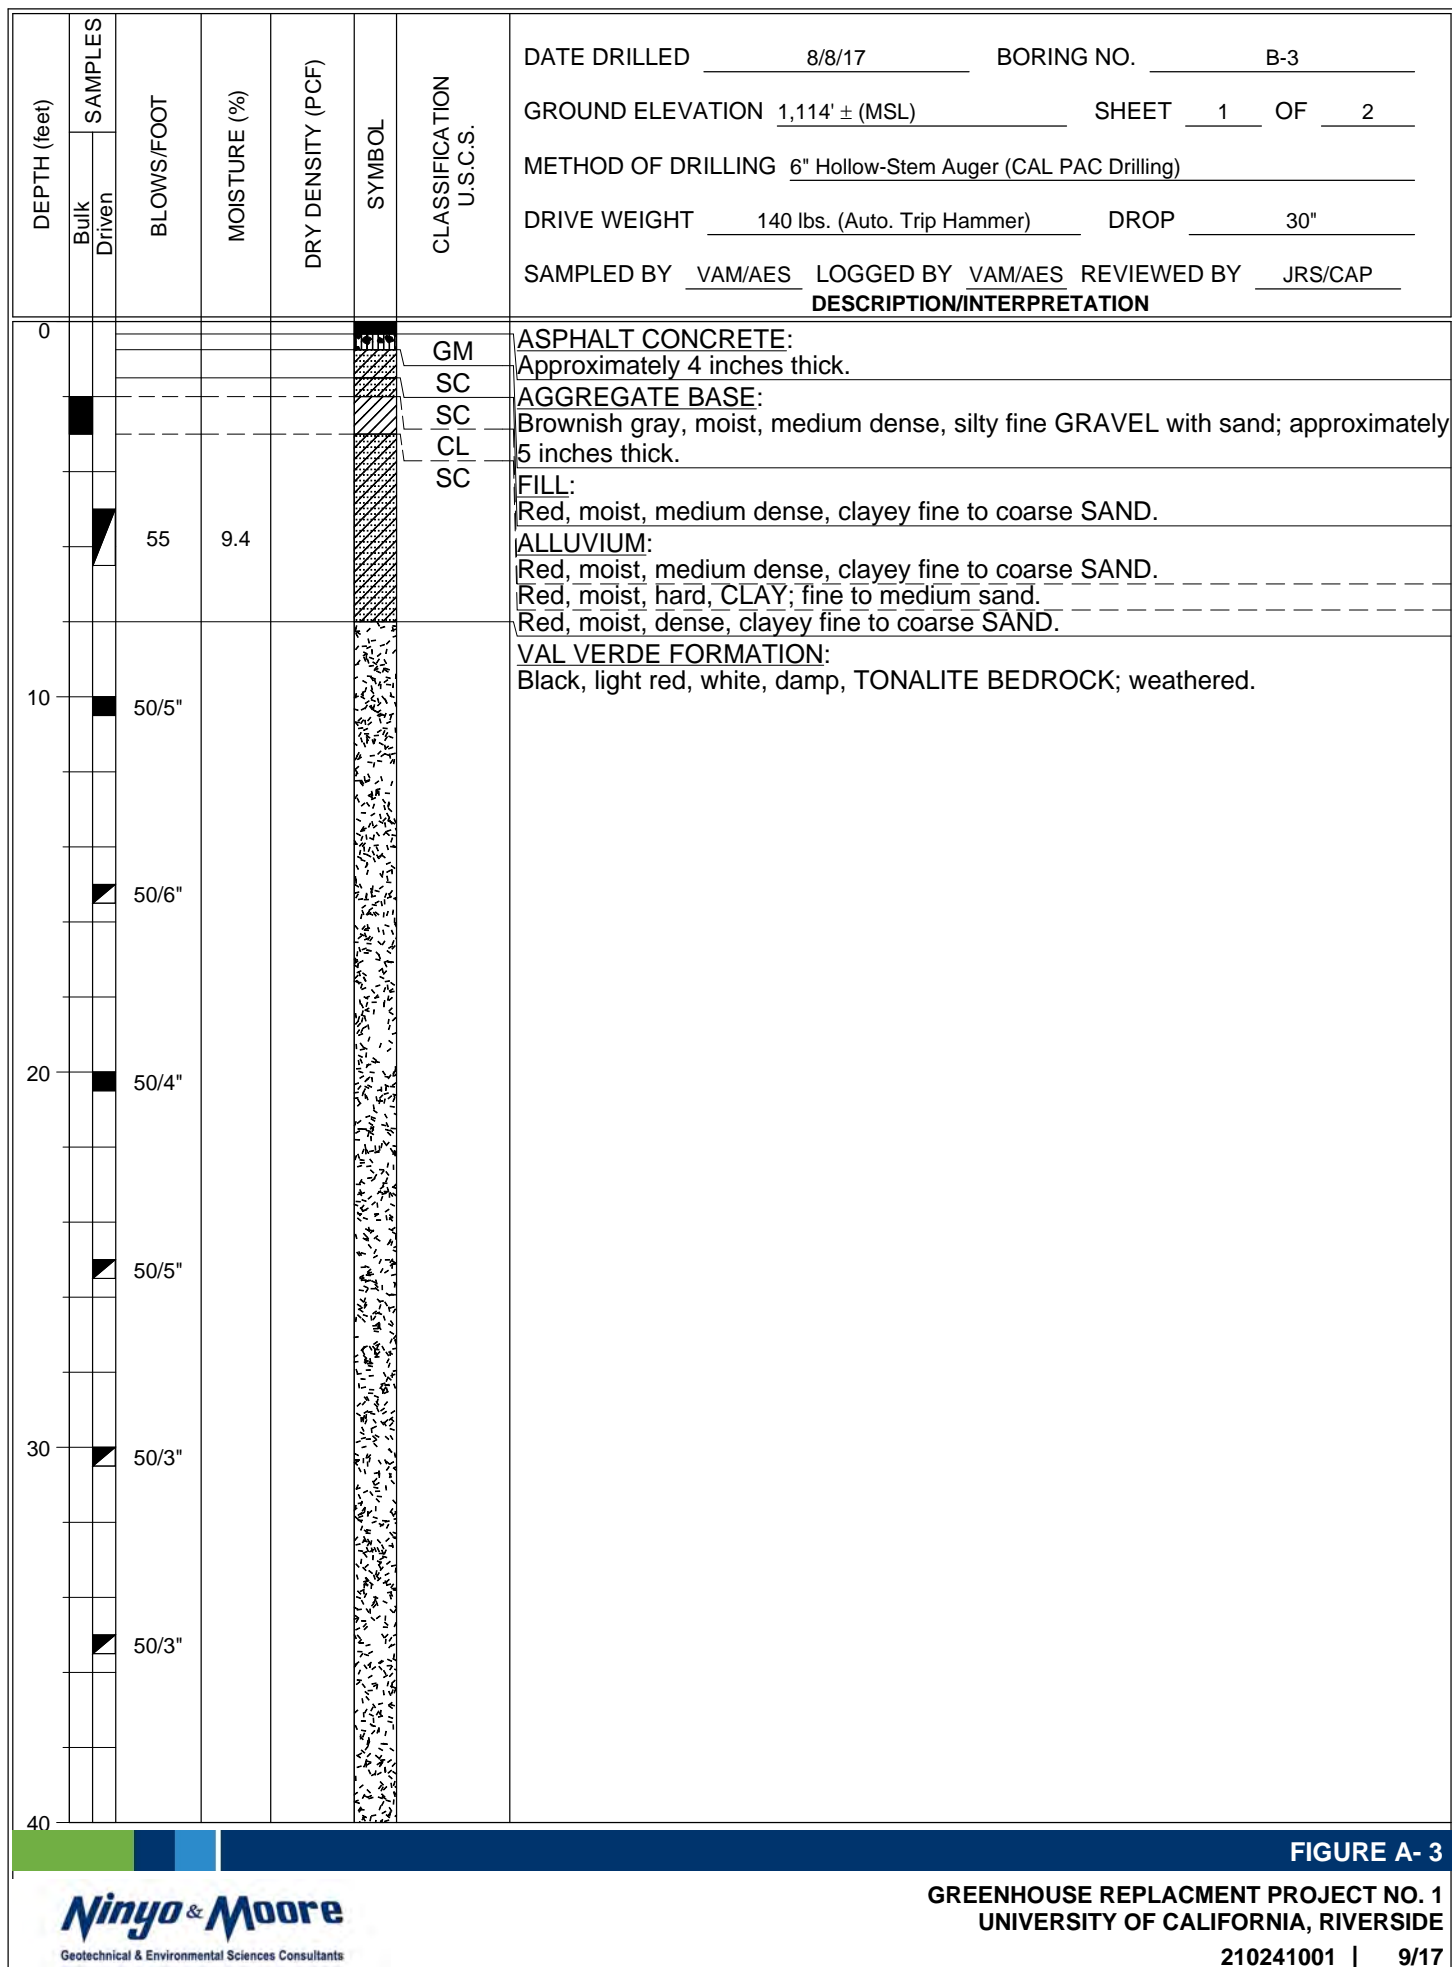 DEPTH (feet)
SAMPLES
Bulk
Driven
BLOWS/FOOT
MOISTURE (%)
DRY DENSITY (PCF)
SYMBOL
CLASSIFICATION
U.S.C.S.
DATE DRILLED 8/8/17 BORING NO. B-3
GROUND ELEVATION 1,114' ± (MSL) SHEET 1 OF 2
METHOD OF DRILLING 6" Hollow-Stem Auger (CAL PAC Drilling)
DRIVE WEIGHT 140 lbs. (Auto. Trip Hammer) DROP 30"
SAMPLED BY VAM/AES LOGGED BY VAM/AES REVIEWED BY JRS/CAP
DESCRIPTION/INTERPRETATION
0
GM
SC
SC
CL
SC
ASPHALT CONCRETE:
Approximately 4 inches thick.
AGGREGATE BASE:
Brownish gray, moist, medium dense, silty fine GRAVEL with sand; approximately
5 inches thick.
FILL:
Red, moist, medium dense, clayey fine to coarse SAND.
55 9.4
ALLUVIUM:
Red, moist, medium dense, clayey fine to coarse SAND.
Red, moist, hard, CLAY; fine to medium sand.
Red, moist, dense, clayey fine to coarse SAND.
VAL VERDE FORMATION:
Black, light red, white, damp, TONALITE BEDROCK; weathered.
10 50/5"
50/6"
20 50/4"
50/5"
30 50/3"
50/3"
40
FIGURE A- 3
Ninyo & Moore
Geotechnical & Environmental Sciences Consultants
GREENHOUSE REPLACMENT PROJECT NO. 1
UNIVERSITY OF CALIFORNIA, RIVERSIDE
210241001 | 9/17